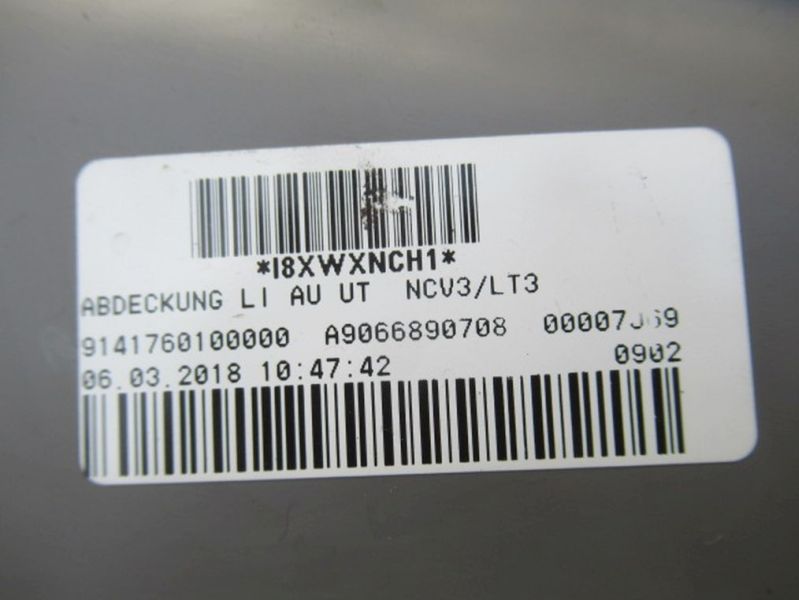 *I8XWXNCH1*
ABDECKUNG LI AU UT NCV3/LT3
9141760100000 A9066890708
06.03.2018 10:47:42 0902